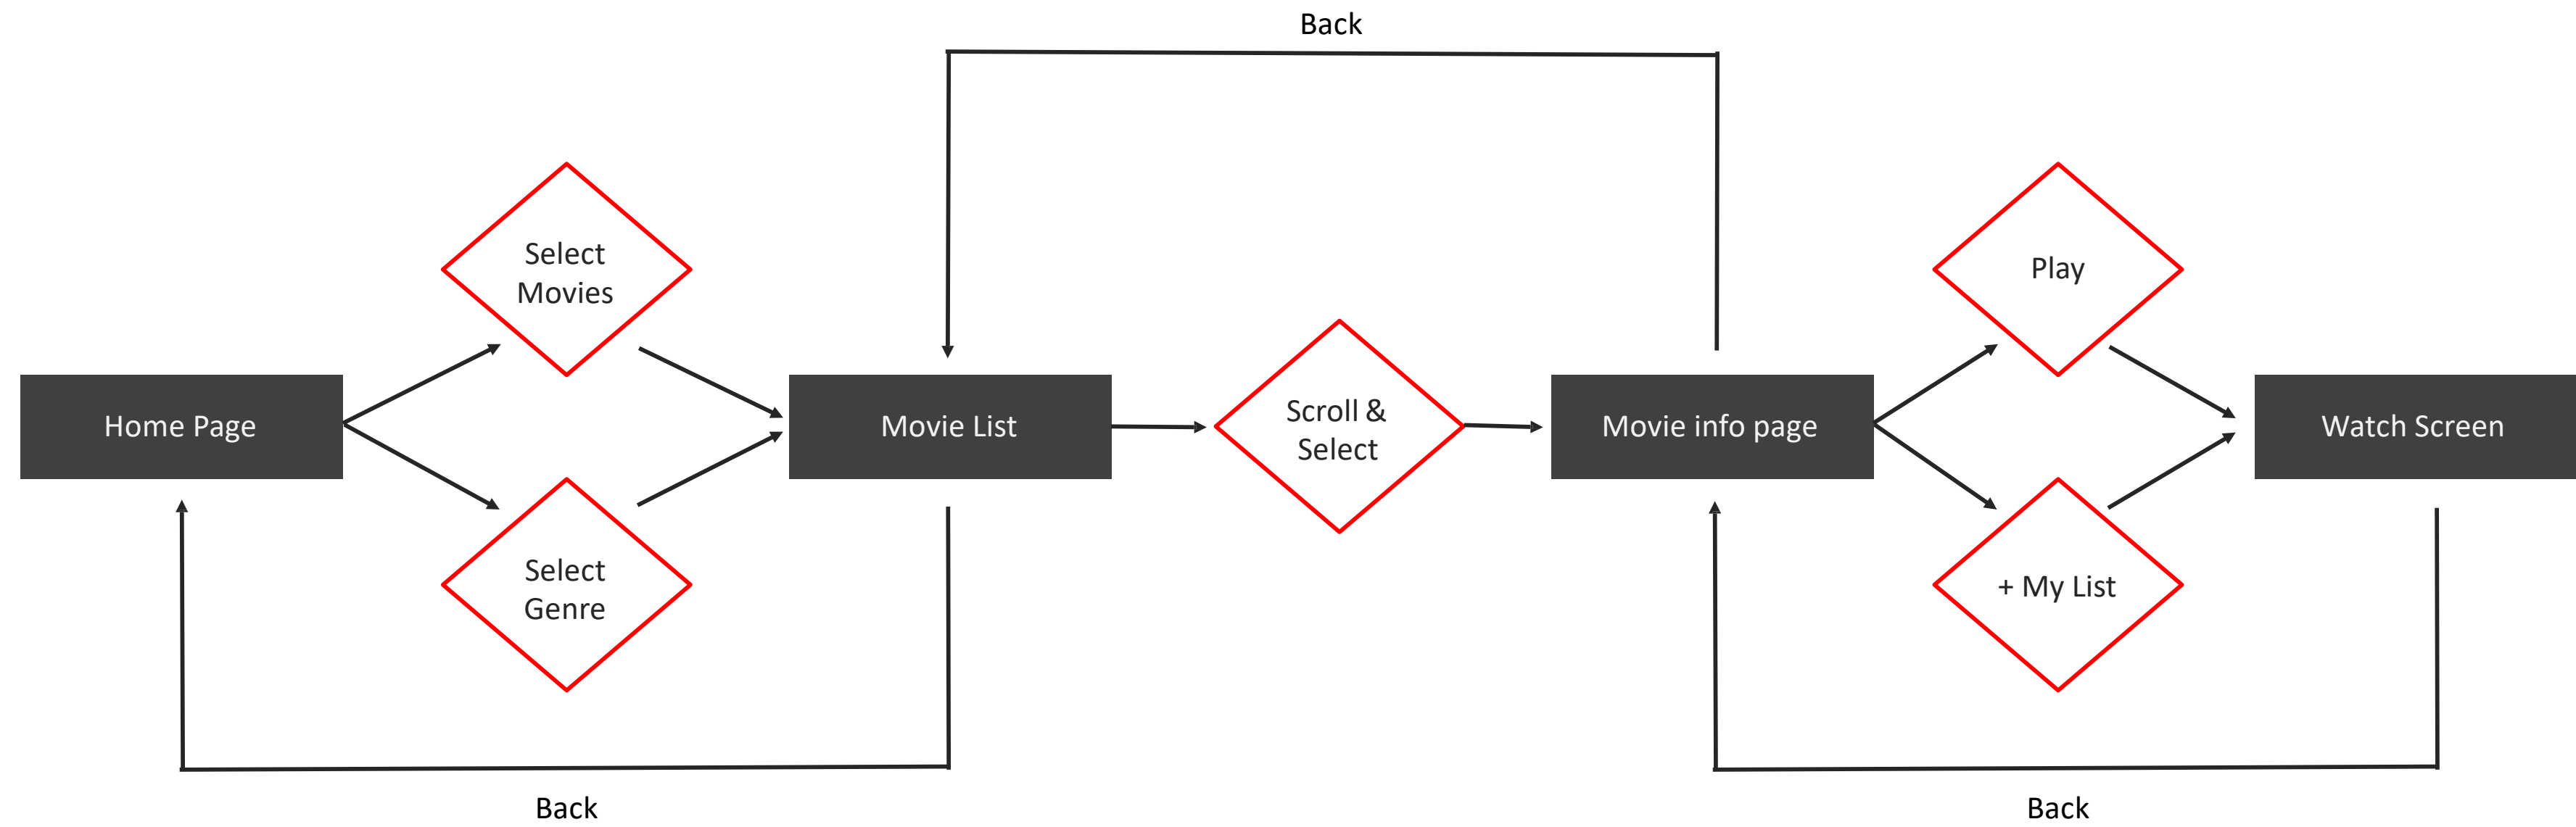 Back
Select
Movies
Play
Home Page
Movie List
Scroll &
Select
Movie info page
Watch Screen
Select
Genre
+ My List
Back
Back